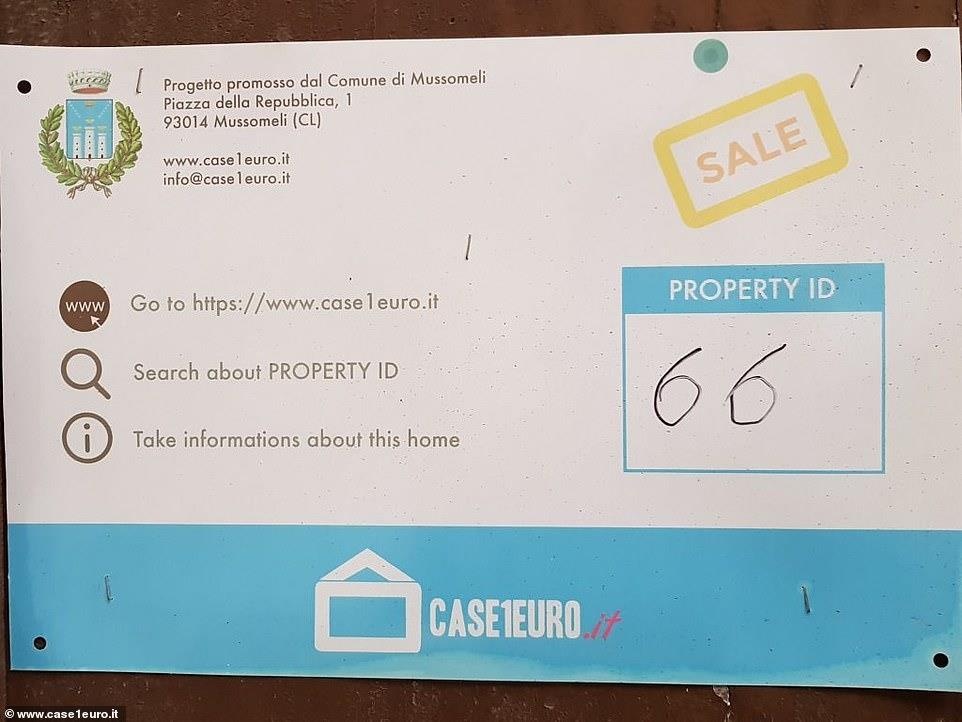 Progetto promosso dal Comune di Mussomeli
Piazza della Repubblica, 1
93014 Mussomeli (CL)
www.case1euro.it
info@case1euro.it
SALE
www
Go to https://www.case1euro.it
Search about PROPERTY ID
i
Take informations about this home
PROPERTY ID
66
CASE1EURO.it
© www.case1euro.it